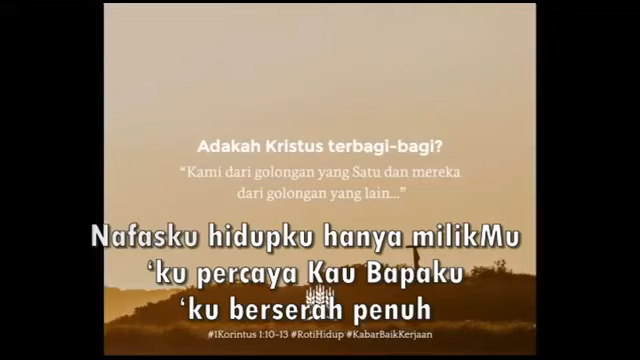 Adakah Kristus terbagi-bagi?
“Kami dari golongan yang Satu dan mereka
dari golongan yang lain...”
Nafasku hidupku hanya milikMu
‘ku percaya Kau Bapaku
‘ku berserah penuh
#1Korintus 1:10-13 #RotiHidup #KabarBaikKerjaan